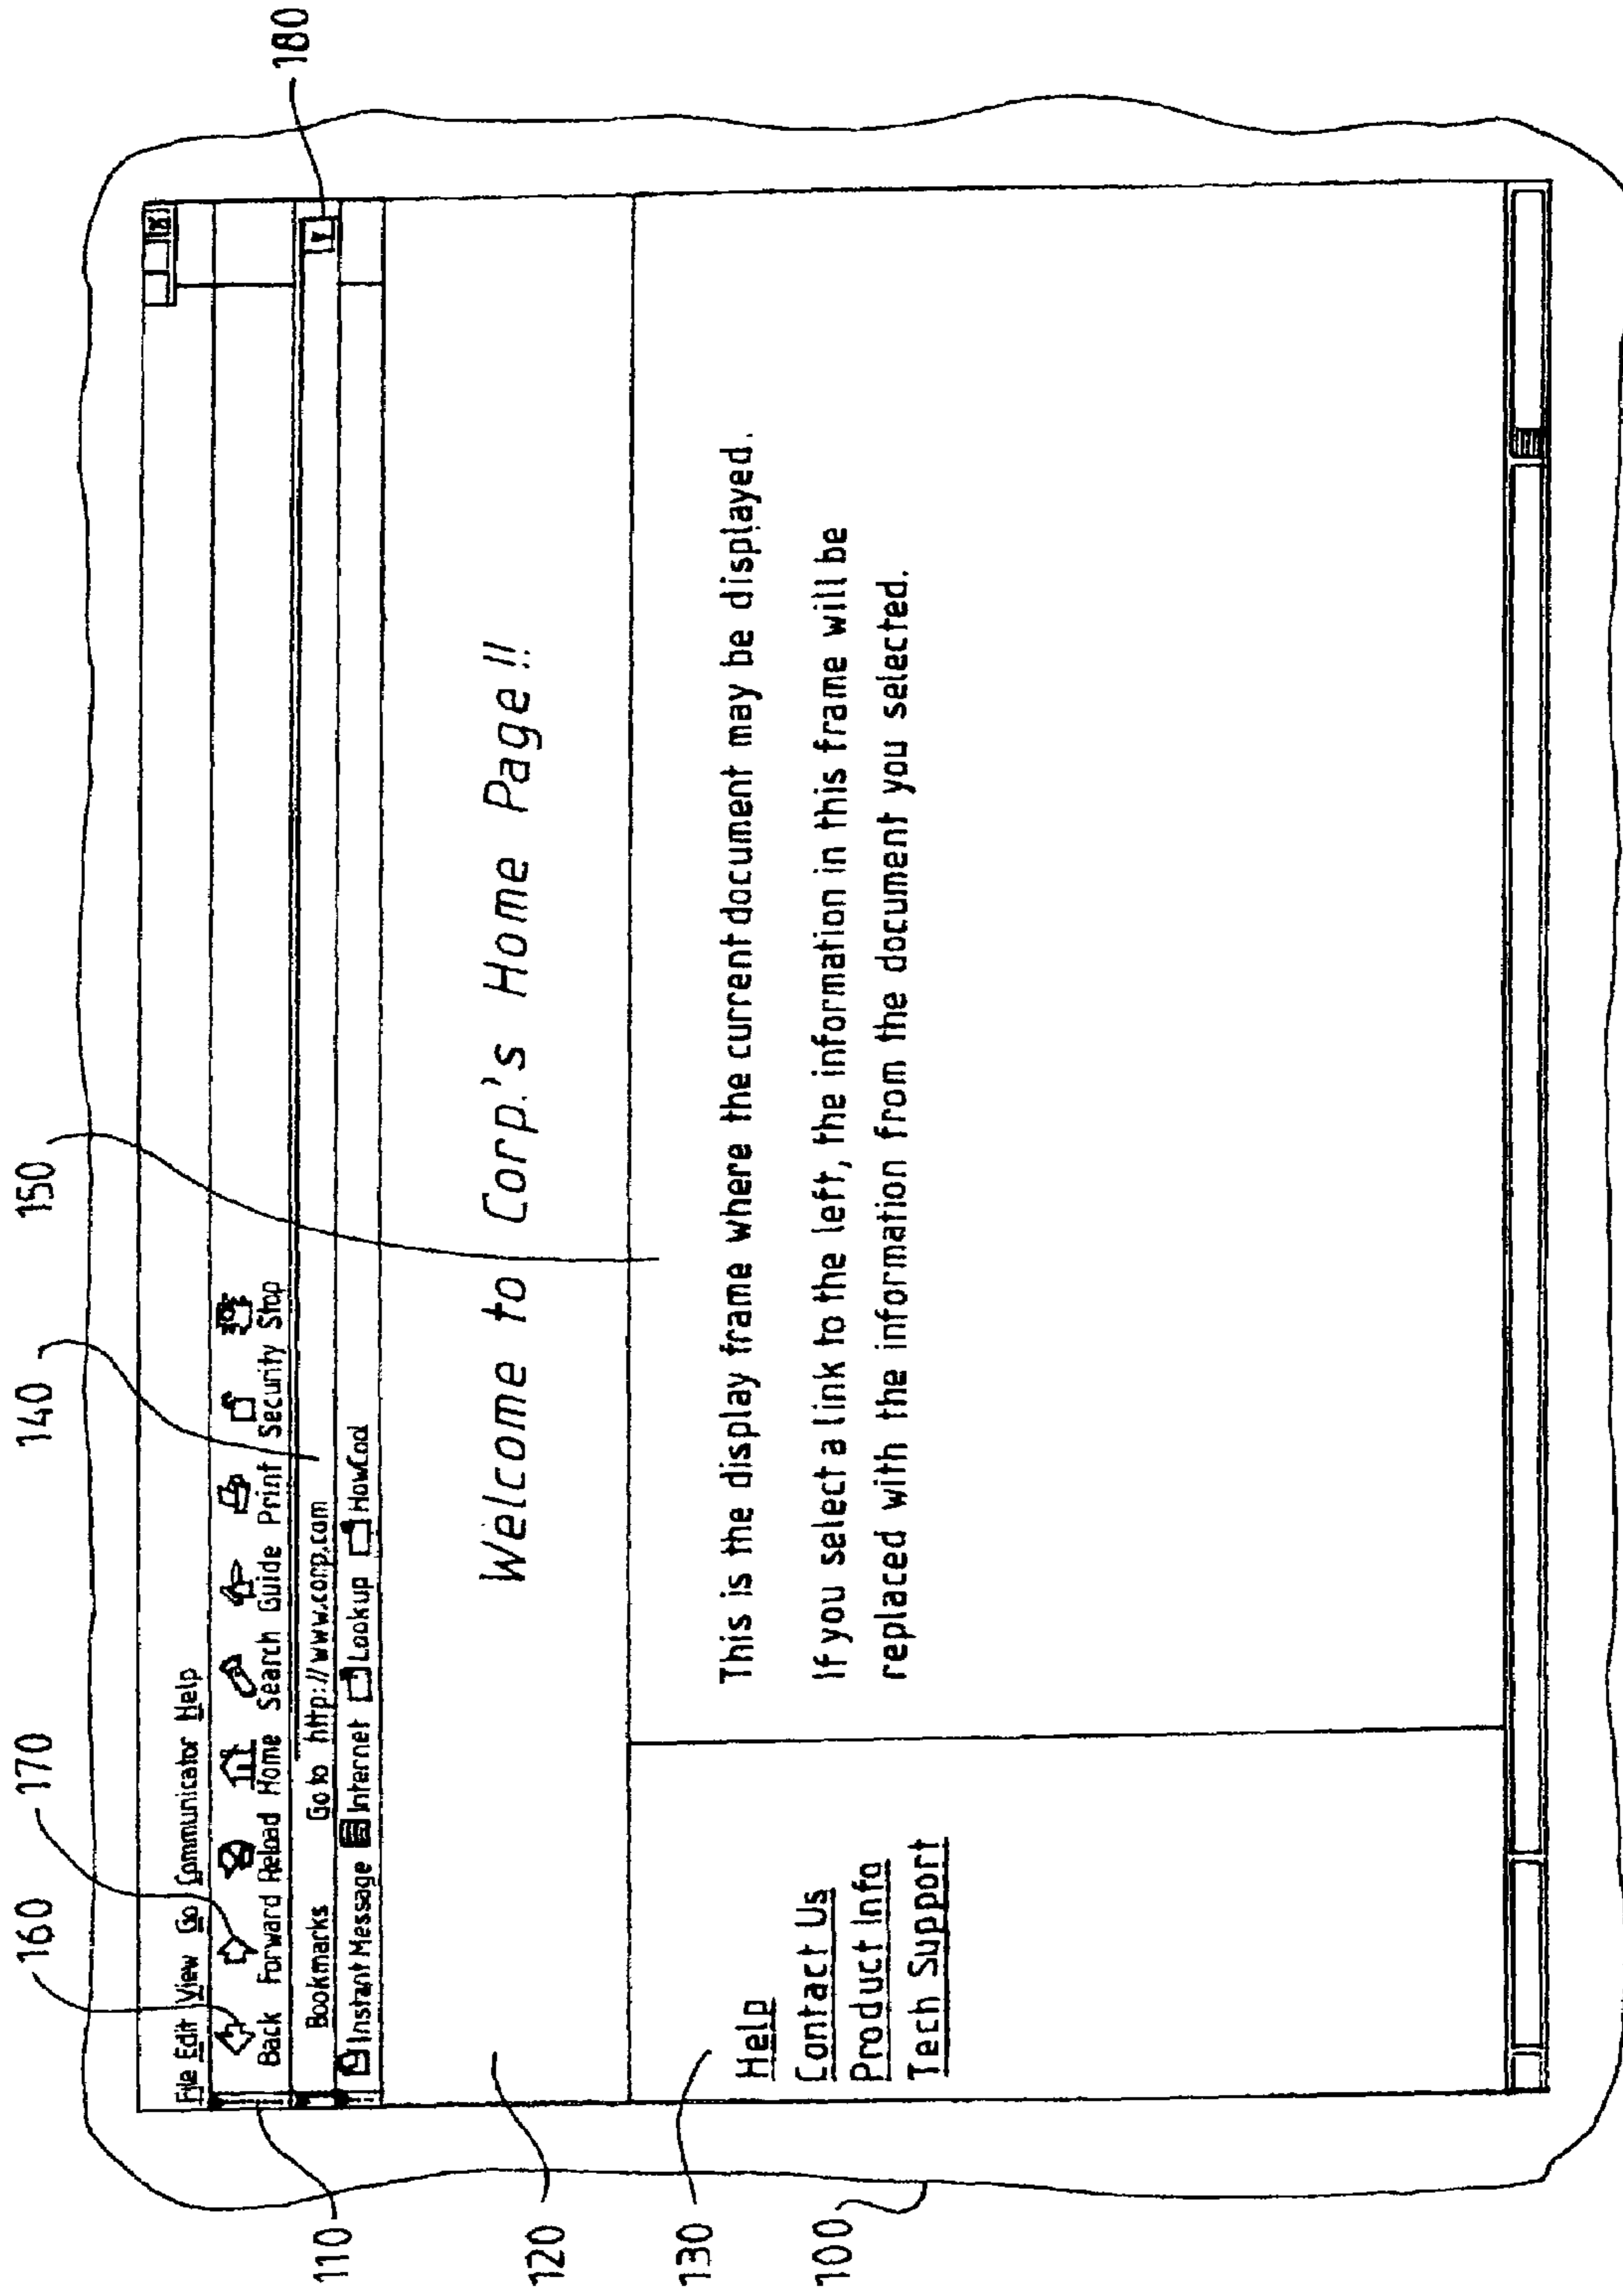 160
170
140
150
180
File Edit View Go Communicator Help
Back Forward Reload Home Search Guide Print Security Stop
Bookmarks Go to http://www.corp.com
Instant Message Internet Lookup HowCool
110
Welcome to Corp.'s Home Page!!
120
130
This is the display frame where the current document may be displayed.
If you select a link to the left, the information in this frame will be
replaced with the information from the document you selected.
Help
Contact Us
Product Info
Tech Support
100